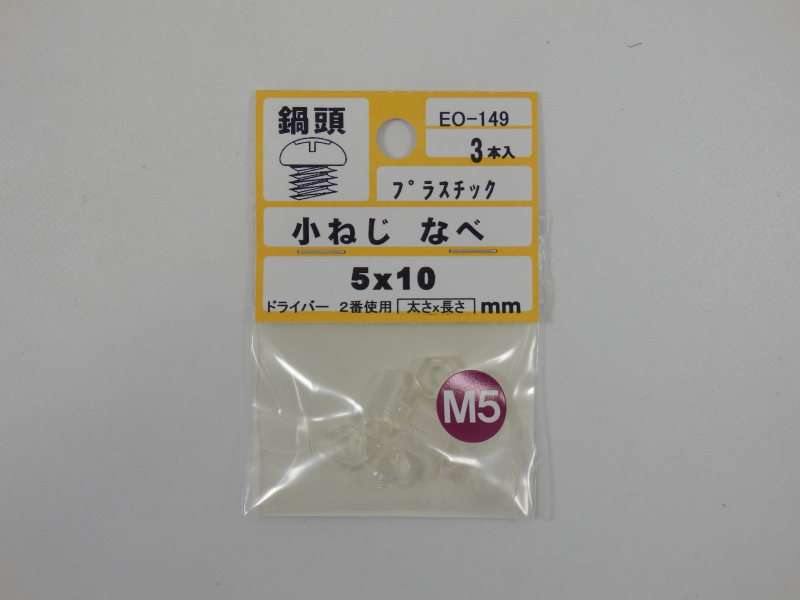 鍋頭
EO-149
3本入
プラスチック
小ねじ なべ
5x10
ドライバー 2番使用 太さx長さ mm
M5